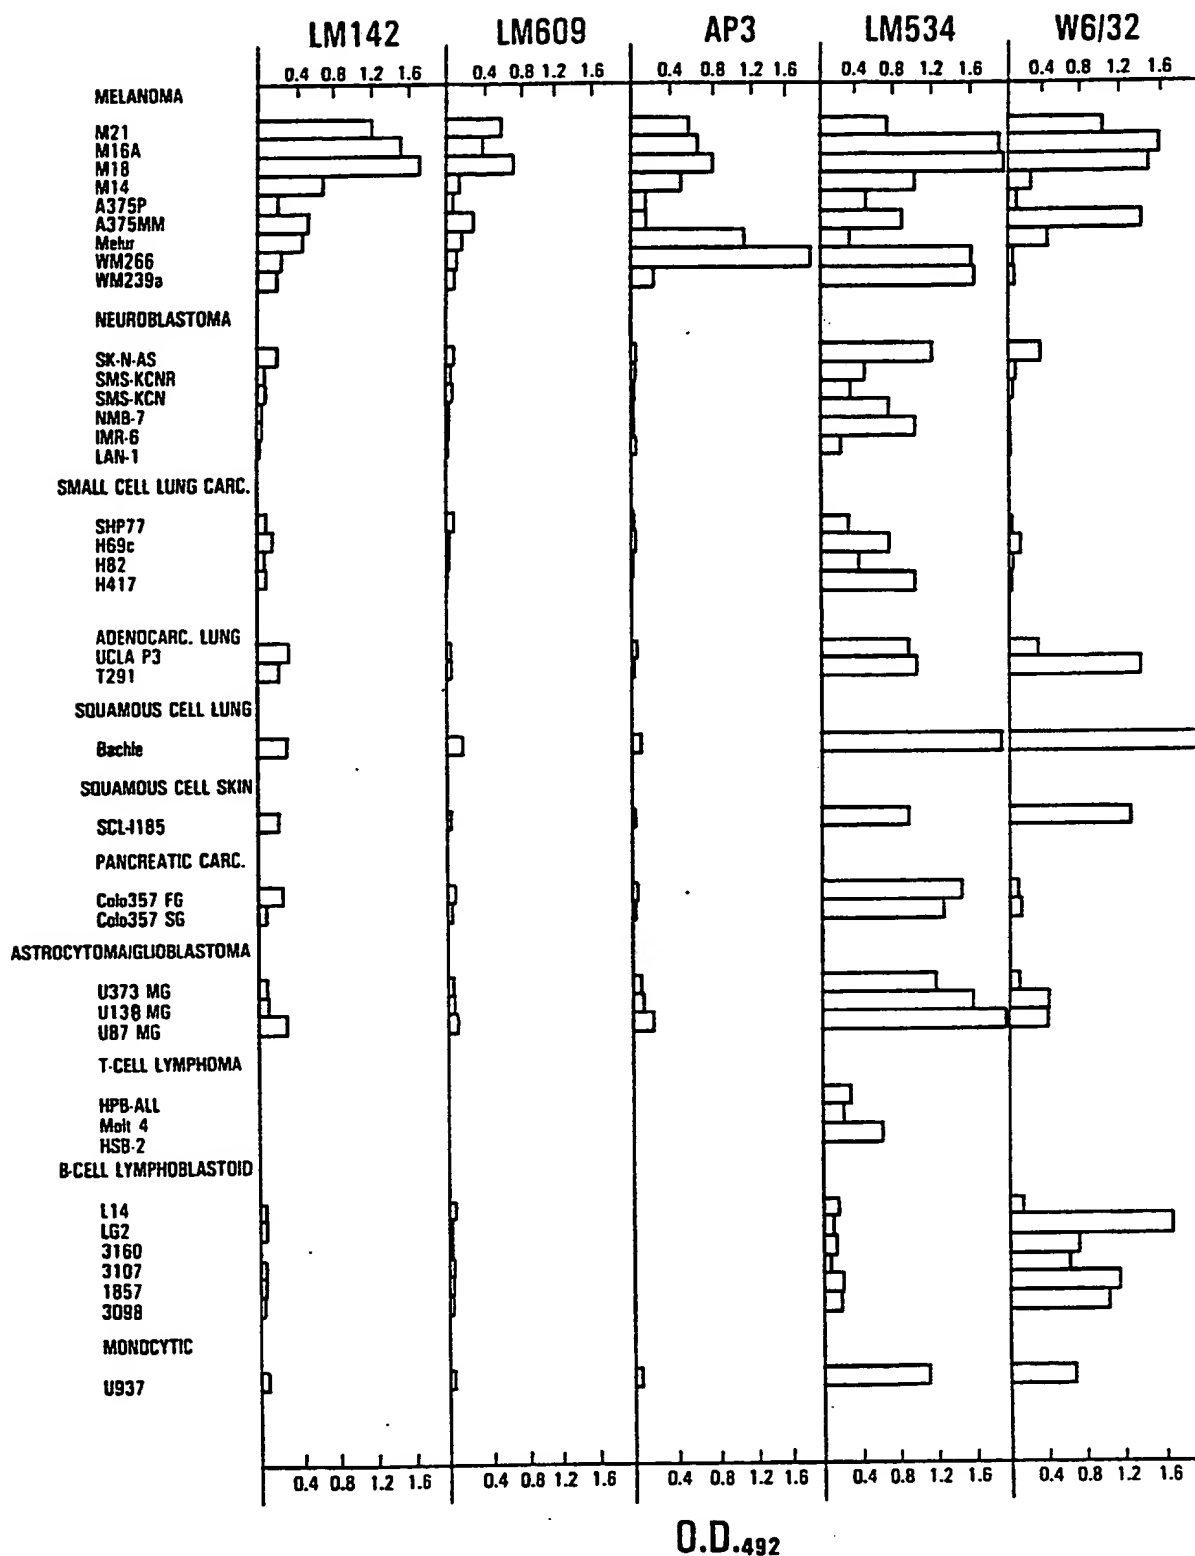 LM142 LM609 AP3 LM534 W6/32
0.4 0.8 1.2 1.6 0.4 0.8 1.2 1.6 0.4 0.8 1.2 1.6 0.4 0.8 1.2 1.6 0.4 0.8 1.2 1.6
MELANOMA
M21
M16A
M18
M14
A375P
A375MM
Melur
WM266
WM239a
NEUROBLASTOMA
SK-N-AS
SMS-KCNR
SMS-KCN
NMB-7
IMR-6
LAN-1
SMALL CELL LUNG CARC.
SHP77
H69c
H82
H417
ADENOCARC. LUNG
UCLA P3
T291
SQUAMOUS CELL LUNG
Bachle
SQUAMOUS CELL SKIN
SCL-I185
PANCREATIC CARC.
Colo357 FG
Colo357 SG
ASTROCYTOMA/GLIOBLASTOMA
U373 MG
U138 MG
U87 MG
T-CELL LYMPHOMA
HPB-ALL
Molt 4
HSB-2
B-CELL LYMPHOBLASTOID
L14
LG2
3160
3107
1857
3098
MONOCYTIC
U937
0.4 0.8 1.2 1.6 0.4 0.8 1.2 1.6 0.4 0.8 1.2 1.6 0.4 0.8 1.2 1.6 0.4 0.8 1.2 1.6
O.D.492